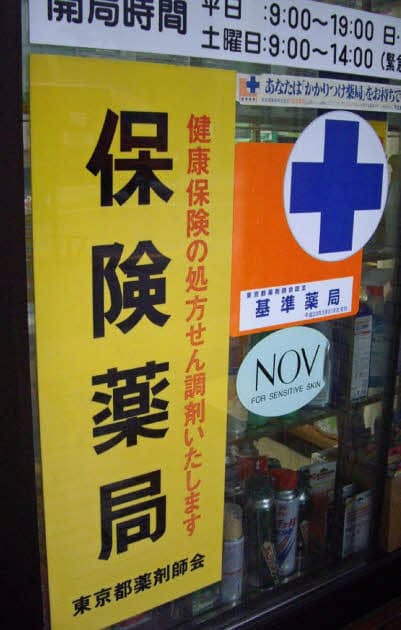 開局時間
平日 :9:00～19:00 日・
土曜日:9:00～14:00 (緊急
あなたは「かかりつけ薬局」をお持ちで
保険薬局
健康保険の処方せん調剤いたします
東京都薬剤師会
東京都薬剤師会認定
基準薬局
NOV
FOR SENSITIVE SKIN